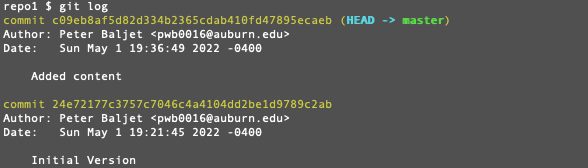 repo1 $ git log
commit c09eb8af5d82d334b2365cdab410fd47895ecaeb (HEAD -> master)
Author: Peter Baljet <pwb0016@auburn.edu>
Date:   Sun May 1 19:36:49 2022 -0400
    Added content
commit 24e72177c3757c7046c4a4104dd2be1d9789c2ab
Author: Peter Baljet <pwb0016@auburn.edu>
Date:   Sun May 1 19:21:45 2022 -0400
    Initial Version